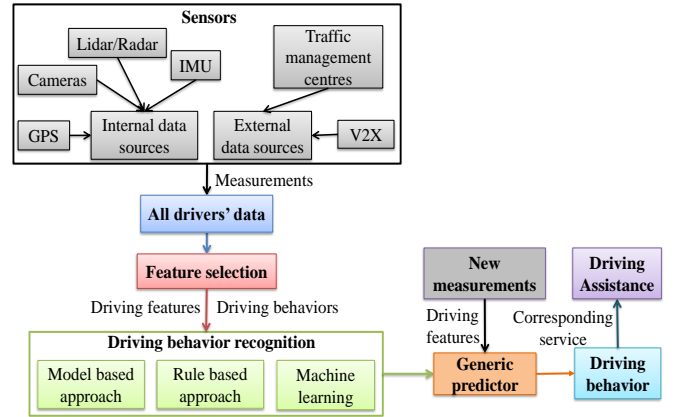 Sensors
Lidar/Radar
Traffic
management
centres
IMU
Cameras
GPS
Internal data
sources
External
data sources
V2X
Measurements
All drivers' data
Feature selection
Driving features
Driving behaviors
Driving behavior recognition
Model based
approach
Rule based
approach
Machine
learning
New
measurements
Driving
features
Generic
predictor
Driving
behavior
Corresponding
service
Driving
Assistance